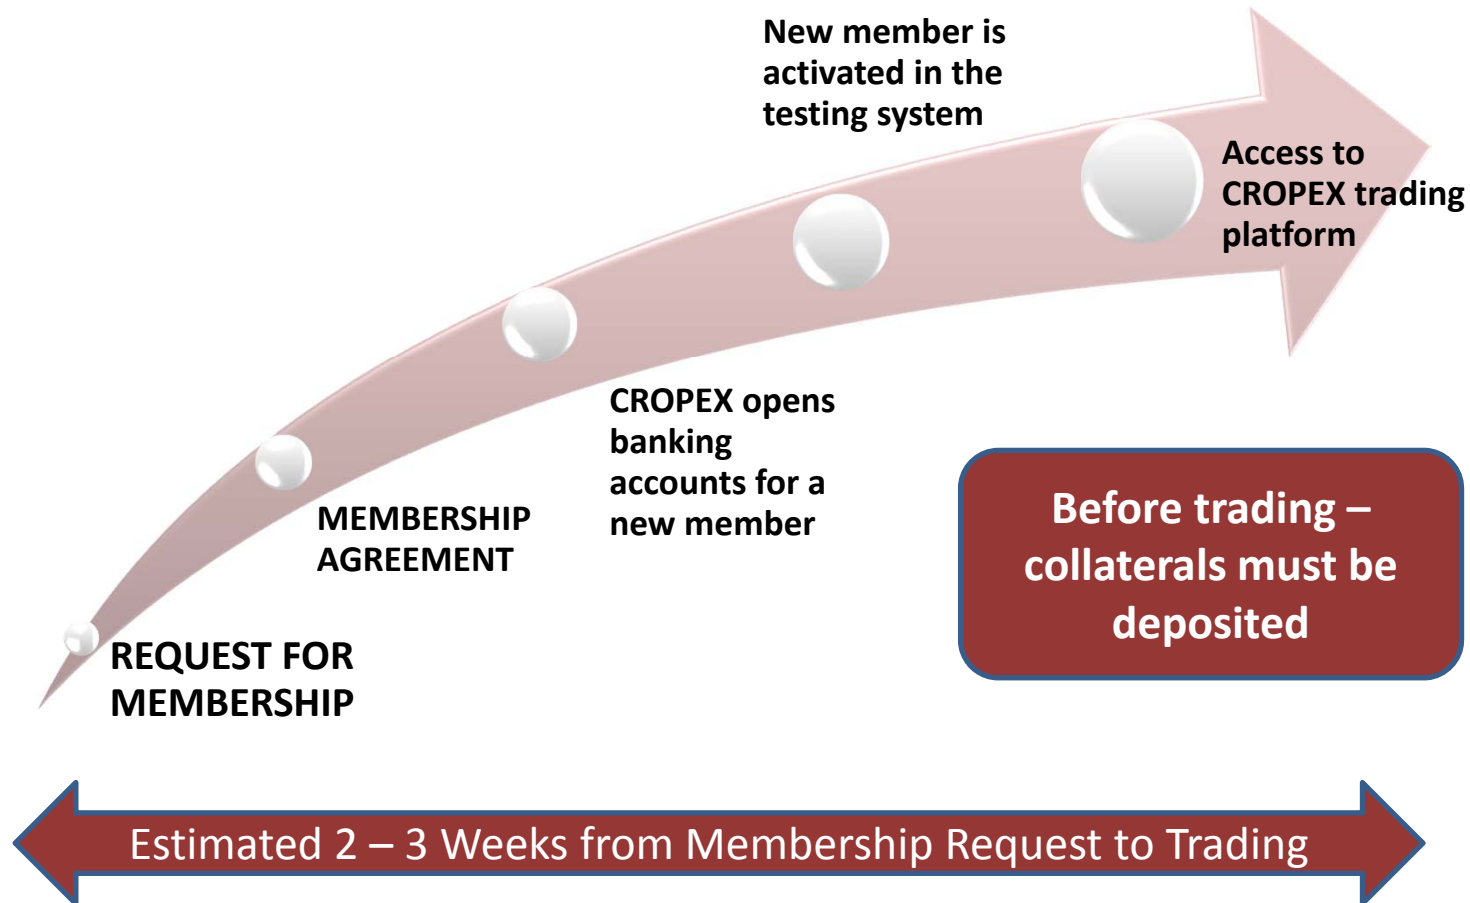 New member is
activated in the
testing system
Access to
CROPEX trading
platform
CROPEX opens
banking
accounts for a
new member
MEMBERSHIP
AGREEMENT
REQUEST FOR
MEMBERSHIP
Before trading –
collaterals must be
deposited
Estimated 2 – 3 Weeks from Membership Request to Trading